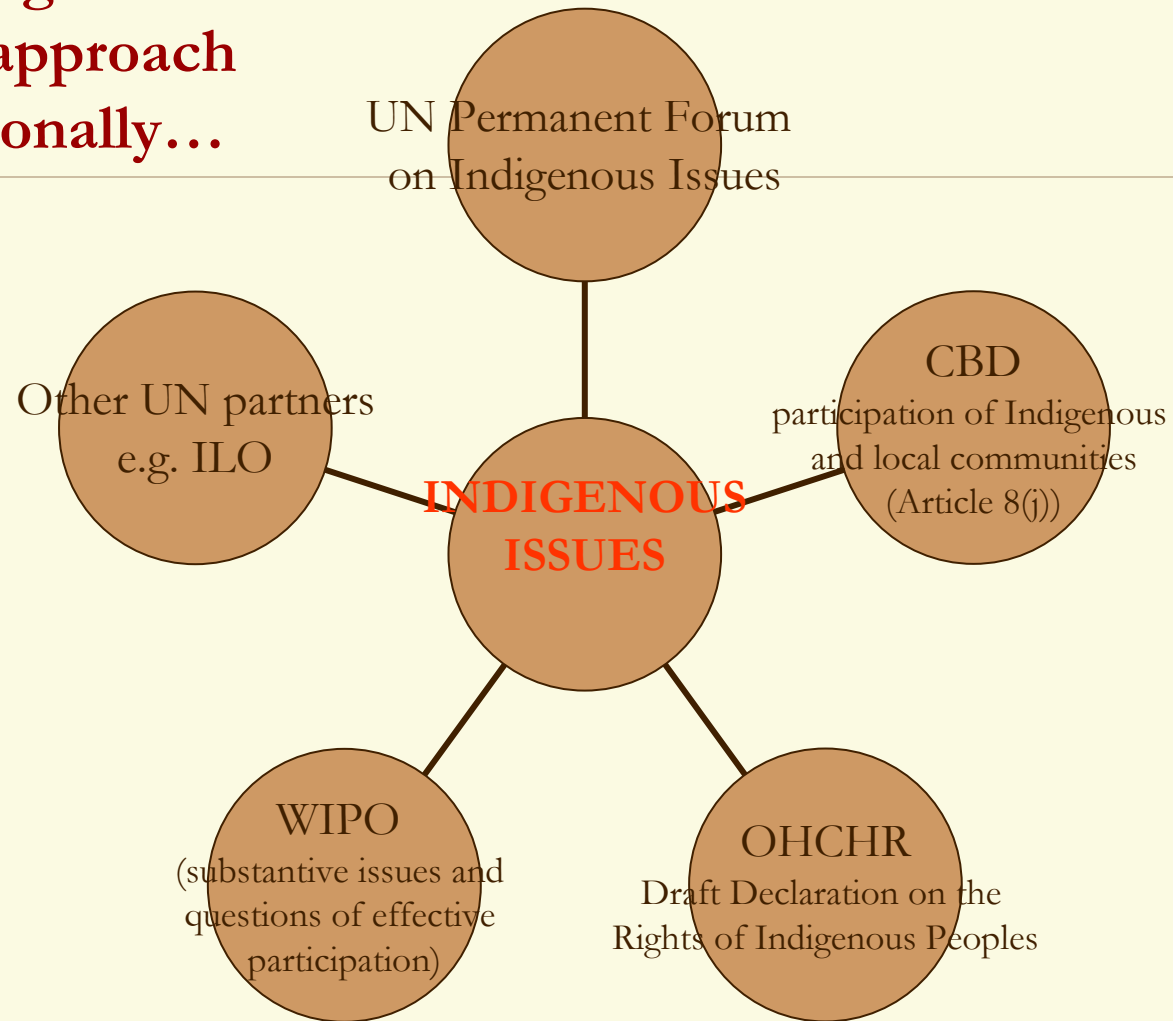 approach
onally…
UN Permanent Forum
on Indigenous Issues
Other UN partners
e.g. ILO
CBD
participation of Indigenous
and local communities
(Article 8(j))
INDIGENOUS
ISSUES
WIPO
(substantive issues and
questions of effective
participation)
OHCHR
Draft Declaration on the
Rights of Indigenous Peoples